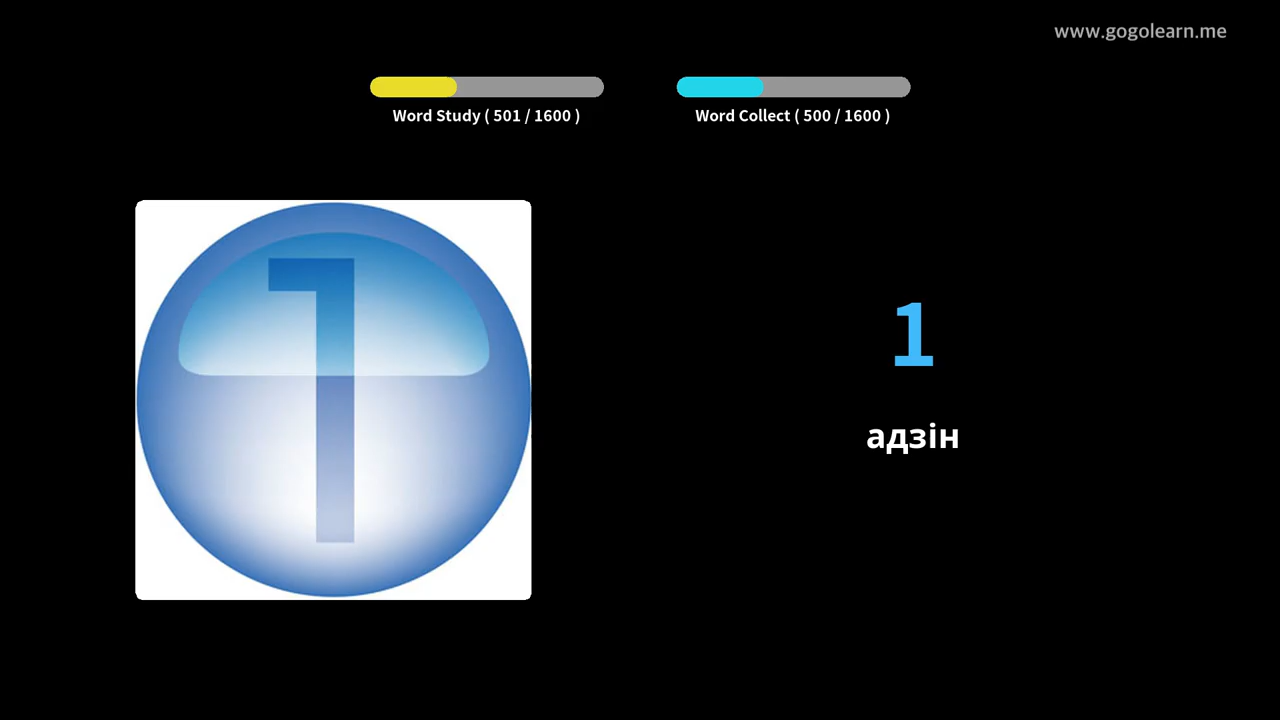 www.gogolearn.me
Word Study ( 501 / 1600 )
Word Collect ( 500 / 1600 )
1
1
адзін